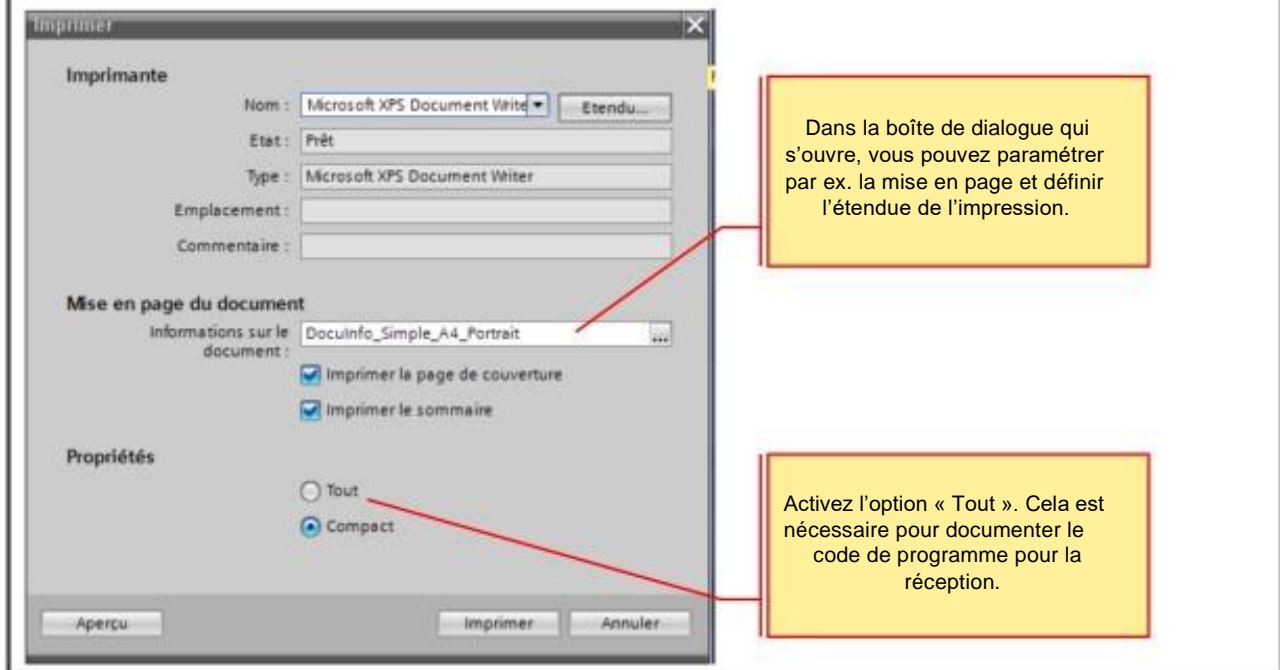 Imprimer
Imprimante
Nom : Microsoft XPS Document Write Etendu...
Etat : Prêt
Type : Microsoft XPS Document Writer
Emplacement :
Commentaire :
Mise en page du document
Informations sur le DocuInfo_Simple_A4_Portrait ...
document :
Imprimer la page de couverture
Imprimer le sommaire
Propriétés
Tout
Compact
Aperçu Imprimer Annuler
Dans la boîte de dialogue qui
s’ouvre, vous pouvez paramétrer
par ex. la mise en page et définir
l’étendue de l’impression.
Activez l’option « Tout ». Cela est
nécessaire pour documenter le
code de programme pour la
réception.